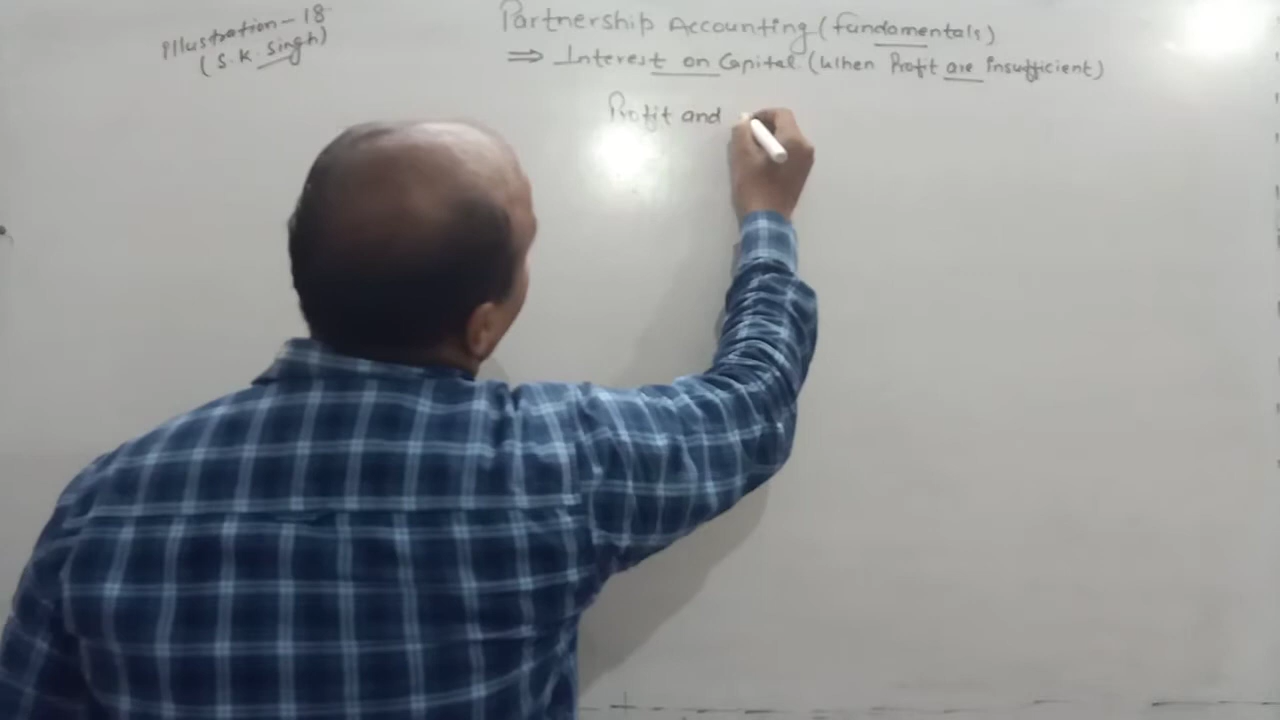 Illustration-18
(S.K. Singh)
Partnership Accounting (fundamentals)
⇒ Interest on Capital (When Profit are insufficient)
Profit and